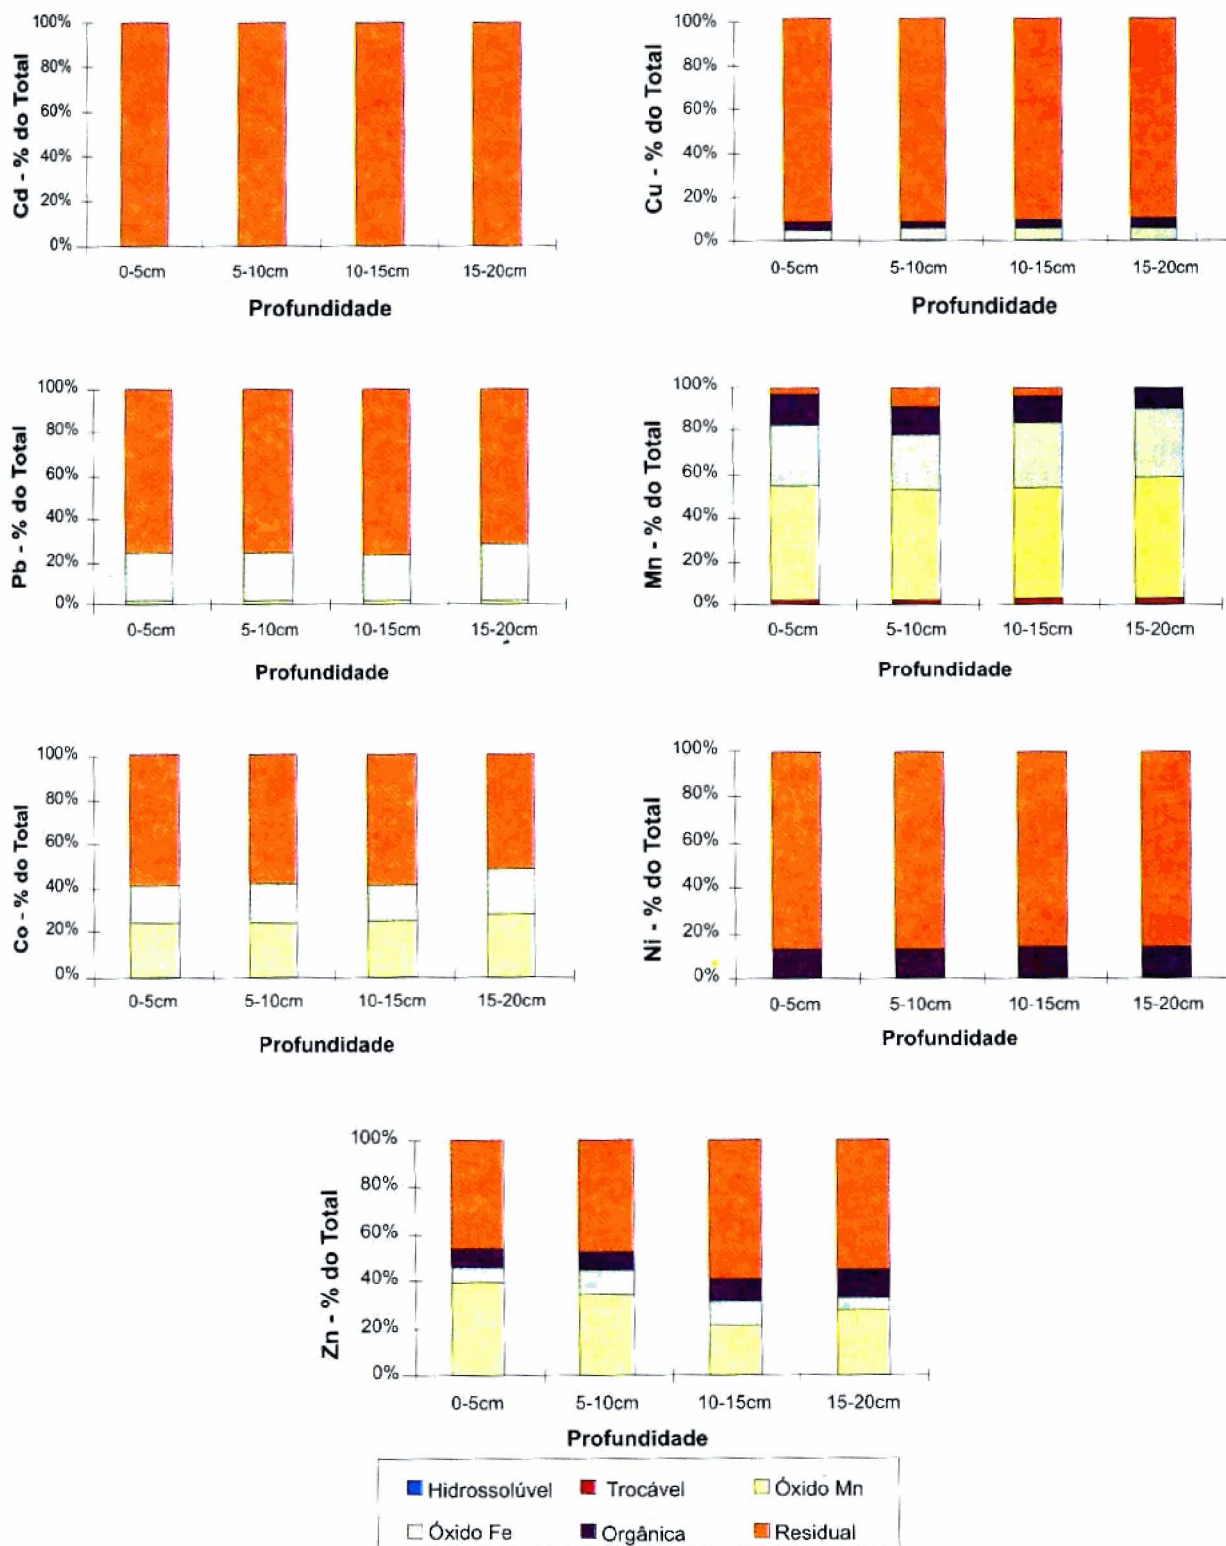 Cd - % do Total
100%
80%
60%
40%
20%
0%
0-5cm 5-10cm 10-15cm 15-20cm
Profundidade
Cu - % do Total
100%
80%
60%
40%
20%
0%
0-5cm 5-10cm 10-15cm 15-20cm
Profundidade
Pb - % do Total
100%
80%
60%
40%
20%
0%
0-5cm 5-10cm 10-15cm 15-20cm
Profundidade
Mn - % do Total
100%
80%
60%
40%
20%
0%
0-5cm 5-10cm 10-15cm 15-20cm
Profundidade
Co - % do Total
100%
80%
60%
40%
20%
0%
0-5cm 5-10cm 10-15cm 15-20cm
Profundidade
Ni - % do Total
100%
80%
60%
40%
20%
0%
0-5cm 5-10cm 10-15cm 15-20cm
Profundidade
Zn - % do Total
100%
80%
60%
40%
20%
0%
0-5cm 5-10cm 10-15cm 15-20cm
Profundidade
Hidrossolúvel Trocável Óxido Mn
Óxido Fe Orgânica Residual